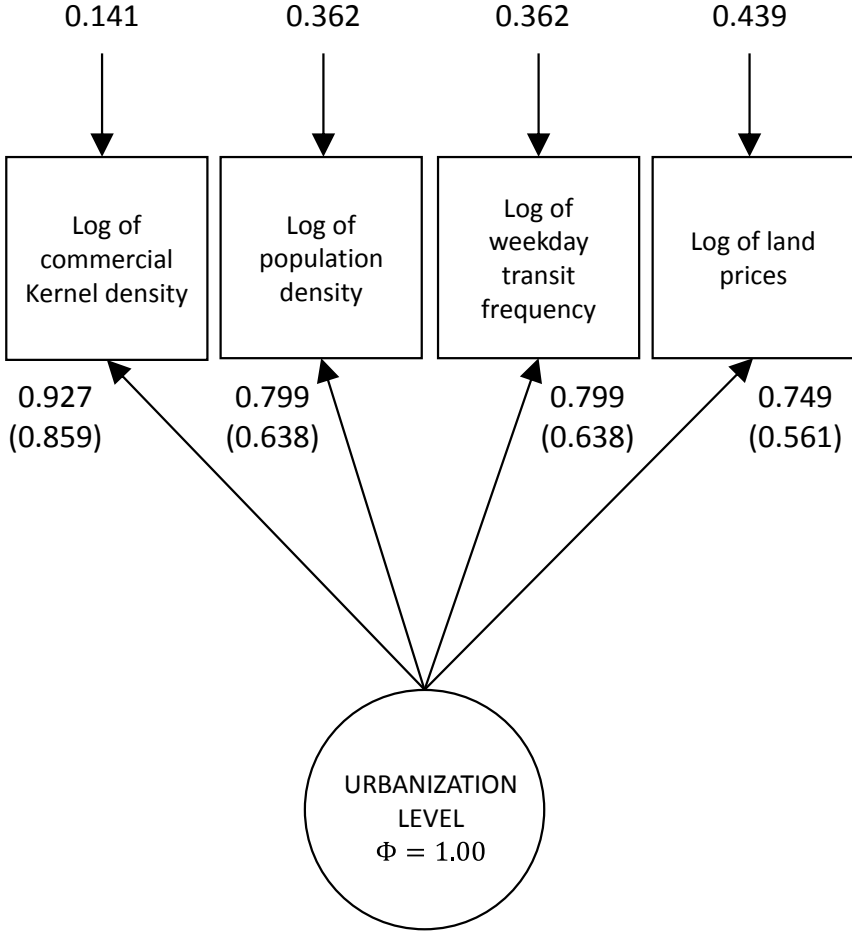 0.141
0.362
0.362
0.439
Log of
commercial
Kernel density
Log of
population
density
Log of
weekday
transit
frequency
Log of land
prices
0.927
(0.859)
0.799
(0.638)
0.799
(0.638)
0.749
(0.561)
URBANIZATION
LEVEL
Φ = 1.00